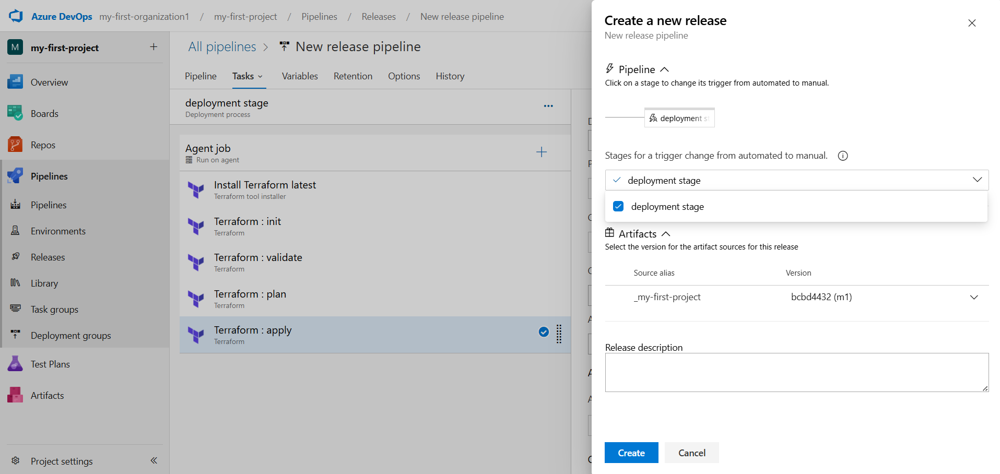 Azure DevOps my-first-organization1 / my-first-project / Pipelines / Releases / New release pipeline
M my-first-project +
Overview
Boards
Repos
Pipelines
Pipelines
Environments
Releases
Library
Task groups
Deployment groups
Test Plans
Artifacts
Project settings
All pipelines > New release pipeline
Pipeline Tasks Variables Retention Options History
deployment stage
Deployment process
Agent job
Run on agent
Install Terraform latest
Terraform tool installer
Terraform : init
Terraform
Terraform : validate
Terraform
Terraform : plan
Terraform
Terraform : apply
Terraform
Create a new release
New release pipeline
Pipeline
Click on a stage to change its trigger from automated to manual.
deployment s
Stages for a trigger change from automated to manual.
deployment stage
deployment stage
Artifacts
Select the version for the artifact sources for this release
Source alias Version
_my-first-project bcbd4432 (m1)
Release description
Create Cancel